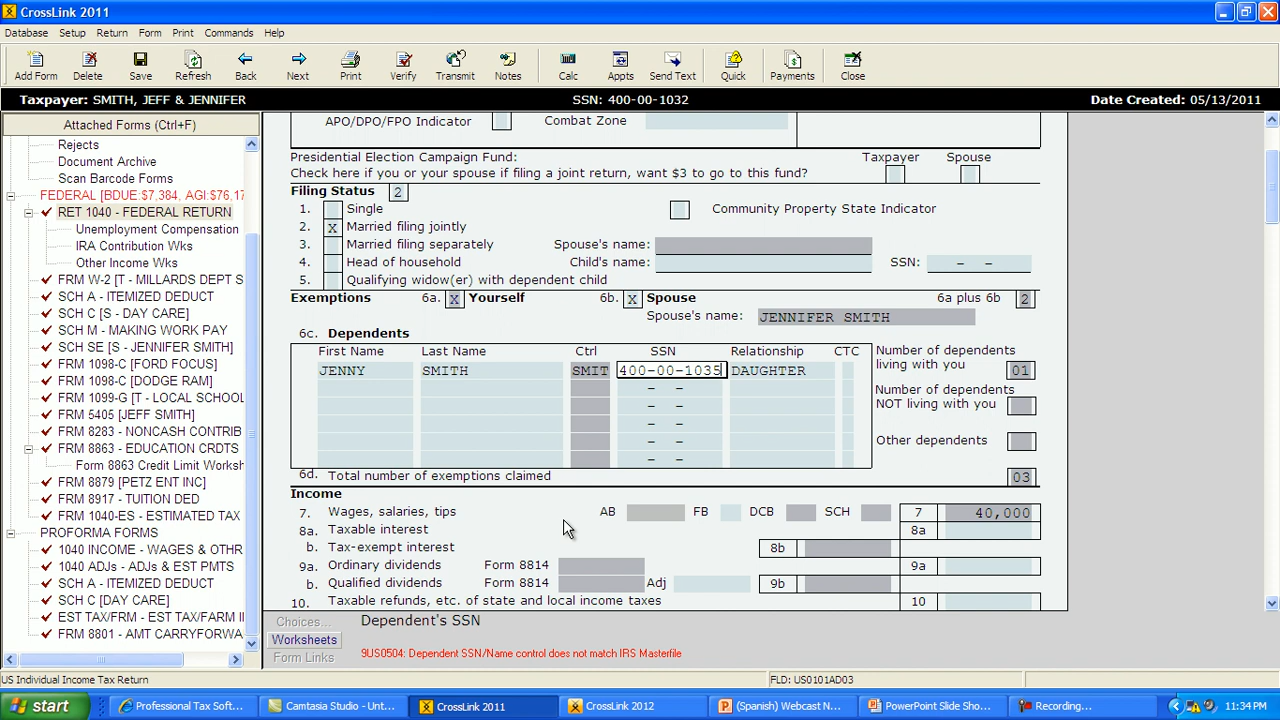 CrossLink 2011
Database Setup Return Form Print Commands Help
Add Form Delete Save Refresh Back Next Print Verify Transmit Notes Calc Appts Send Text Quick Payments Close
Taxpayer: SMITH, JEFF & JENNIFER SSN: 400-00-1032 Date Created: 05/13/2011
Attached Forms (Ctrl+F)
Rejects
Document Archive
Scan Barcode Forms
FEDERAL [BDUE:$7,384, AGI:$76,17
RET 1040 - FEDERAL RETURN
Unemployment Compensation
IRA Contribution Wks
Other Income Wks
FRM W-2 [T - MILLARDS DEPT S
SCH A - ITEMIZED DEDUCT
SCH C [S - DAY CARE]
SCH M - MAKING WORK PAY
SCH SE [S - JENNIFER SMITH]
FRM 1098-C [FORD FOCUS]
FRM 1098-C [DODGE RAM]
FRM 1099-G [T - LOCAL SCHOOL
FRM 5405 [JEFF SMITH]
FRM 8283 - NONCASH CONTRIB
FRM 8863 - EDUCATION CRDTS
Form 8863 Credit Limit Worksh
FRM 8879 [PETZ ENT INC]
FRM 8917 - TUITION DED
FRM 1040-ES - ESTIMATED TAX
PROFORMA FORMS
1040 INCOME - WAGES & OTHR
1040 ADJs - ADJs & EST PMTS
SCH A - ITEMIZED DEDUCT
SCH C [DAY CARE]
EST TAX/FRM - EST TAX/FARM I
FRM 8801 - AMT CARRYFORWA
APO/DPO/FPO Indicator Combat Zone
Presidential Election Campaign Fund: Taxpayer Spouse
Check here if you or your spouse if filing a joint return, want $3 to go to this fund?
Filing Status 2
1. Single Community Property State Indicator
2. X Married filing jointly
3. Married filing separately Spouse's name:
4. Head of household Child's name: SSN: - -
5. Qualifying widow(er) with dependent child
Exemptions 6a. X Yourself 6b. X Spouse 6a plus 6b 2
Spouse's name: JENNIFER SMITH
6c. Dependents
First Name Last Name Ctrl SSN Relationship CTC Number of dependents
living with you 01
JENNY SMITH SMIT 400-00-1035 DAUGHTER
- - Number of dependents
- - NOT living with you
- -
- - Other dependents
- -
6d. Total number of exemptions claimed 03
Income
7. Wages, salaries, tips AB FB DCB SCH 7 40,000
8a. Taxable interest 8a
b. Tax-exempt interest 8b
9a. Ordinary dividends Form 8814 9a
b. Qualified dividends Form 8814 Adj 9b
10. Taxable refunds, etc. of state and local income taxes 10
Choices... Dependent's SSN
Worksheets
Form Links 9US0504: Dependent SSN/Name control does not match IRS Masterfile
US Individual Income Tax Return FLD: US0101AD03
start Professional Tax Soft... Camtasia Studio - Unt... CrossLink 2011 CrossLink 2012 (Spanish) Webcast N... PowerPoint Slide Sho... Recording... 11:34 PM